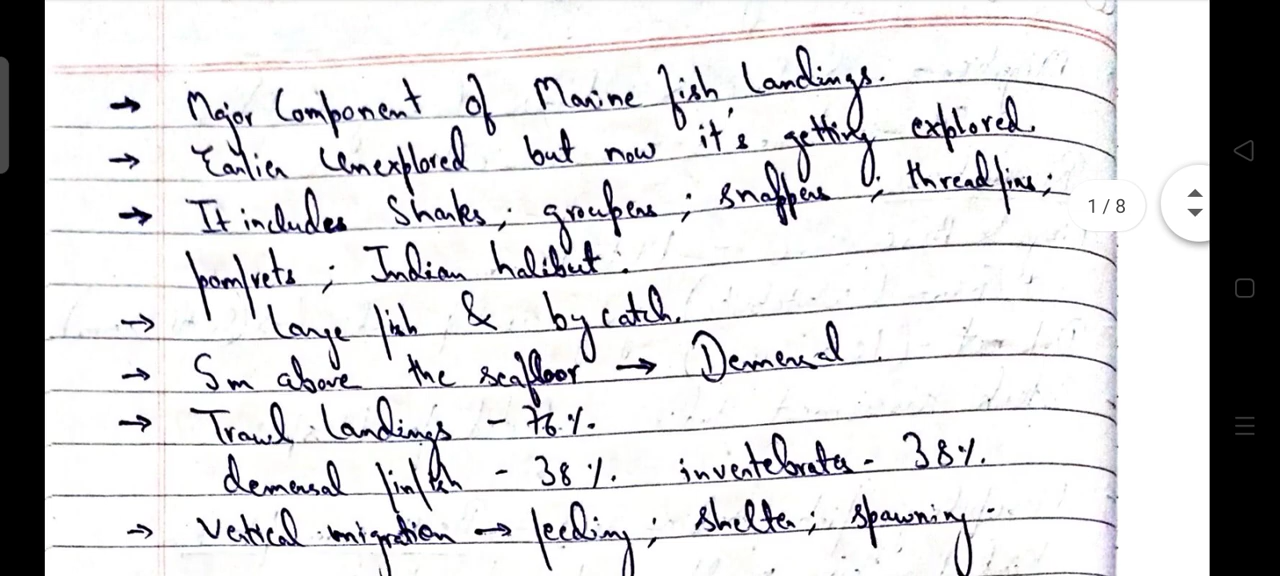 → Major Component of Marine fish Landings.
→ Earlier Unexplored but now it's getting explored.
→ It includes Sharks; groupers; snappers; threadfins;
1 / 8
pomfrets; Indian halibut.
→ Large fish & by catch.
→ 5m above the seafloor → Demersal.
→ Trawl Landings - 76%.
demersal finfish - 38%. invertebrates - 38%.
→ Vertical migration → feeding; shelter; spawning.